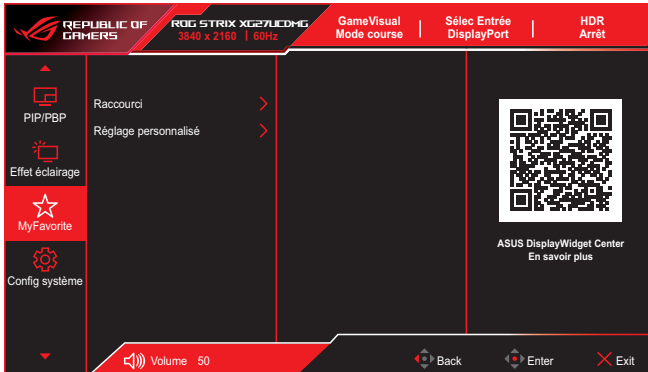 REPUBLIC OF
GAMERS
ROG STRIX XG27UCDMG
3840 x 2160 | 60Hz
GameVisual
Mode course
Sélec Entrée
DisplayPort
HDR
Arrêt
PIP/PBP
Effet éclairage
MyFavorite
Config système
Raccourci
Réglage personnalisé
ASUS DisplayWidget Center
En savoir plus
Volume 50
Back
Enter
Exit